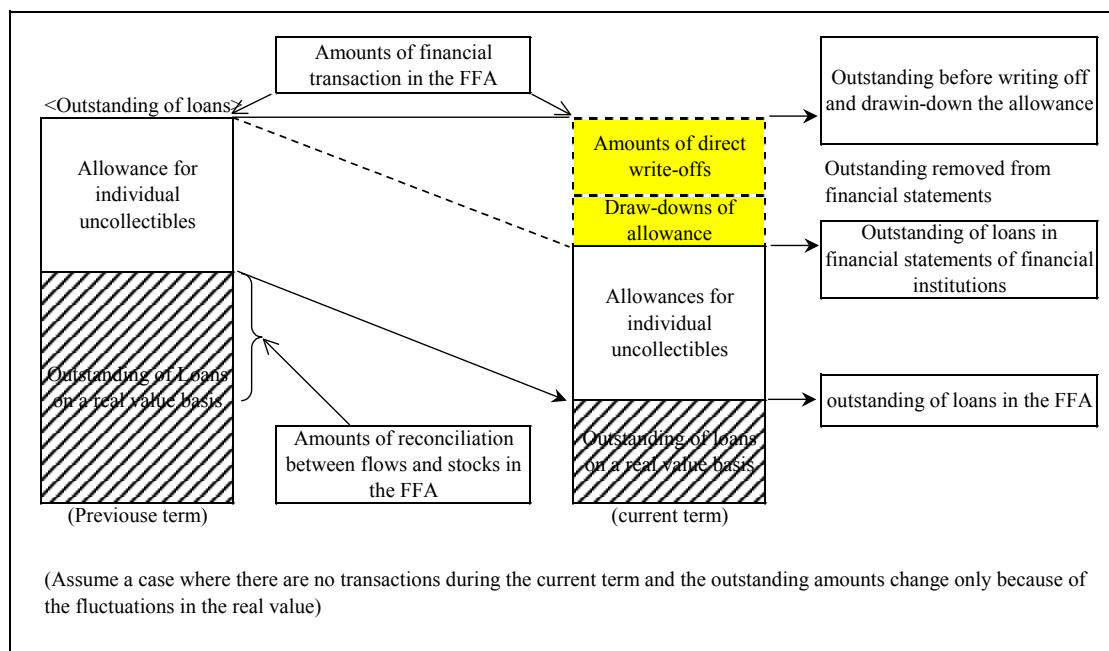 Amounts of financial
transaction in the FFA
Outstanding before writing off
and drawin-down the allowance
<Outstanding of loans>
Allowance for
individual
uncollectibles
Amounts of direct
write-offs
Outstanding removed from
financial statements
Draw-downs of
allowance
Outstanding of loans in
financial statements of financial
institutions
Allowances for
individual
uncollectibles
Outstanding of Loans
on a real value basis
outstanding of loans in the FFA
Amounts of reconciliation
between flows and stocks in
the FFA
Outstanding of loans
on a real value basis
(Previouse term)
(current term)
(Assume a case where there are no transactions during the current term and the outstanding amounts change only because of
the fluctuations in the real value)